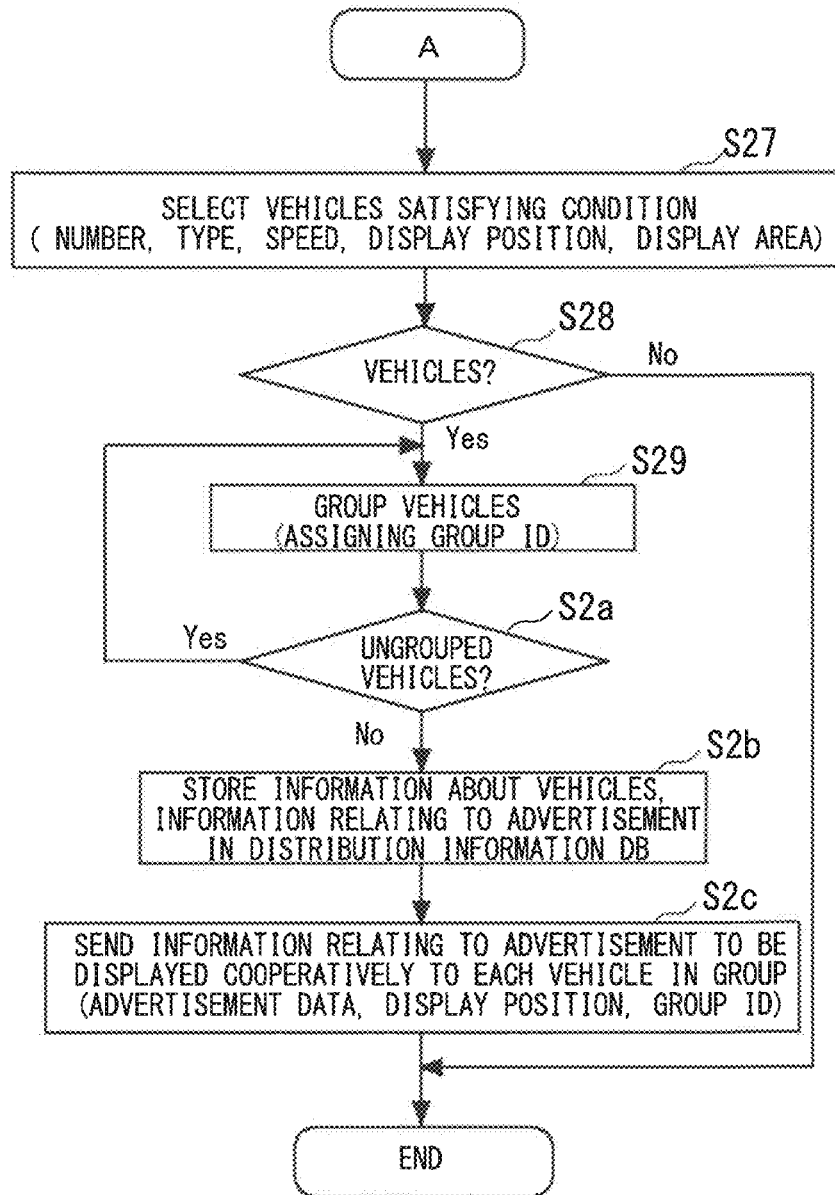 A
S27
SELECT VEHICLES SATISFYING CONDITION
( NUMBER, TYPE, SPEED, DISPLAY POSITION, DISPLAY AREA)
S28
VEHICLES?
No
Yes
S29
GROUP VEHICLES
(ASSIGNING GROUP ID)
S2a
Yes
UNGROUPED
VEHICLES?
No
S2b
STORE INFORMATION ABOUT VEHICLES,
INFORMATION RELATING TO ADVERTISEMENT
IN DISTRIBUTION INFORMATION DB
S2c
SEND INFORMATION RELATING TO ADVERTISEMENT TO BE
DISPLAYED COOPERATIVELY TO EACH VEHICLE IN GROUP
(ADVERTISEMENT DATA, DISPLAY POSITION, GROUP ID)
END